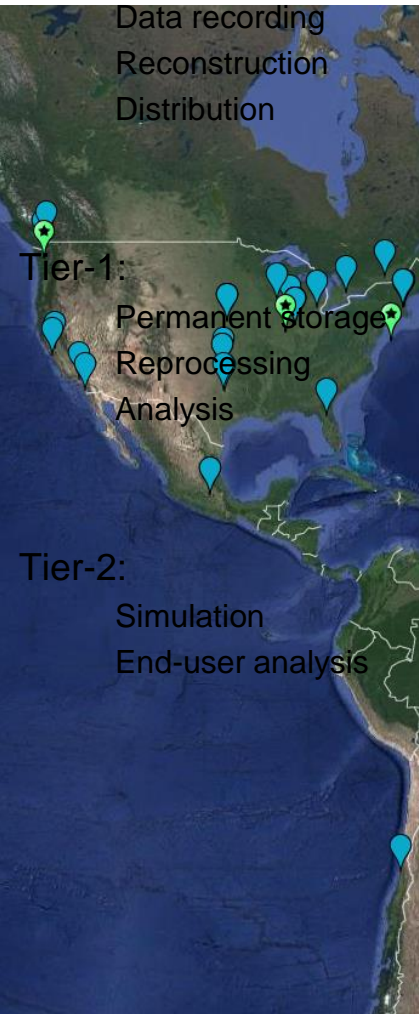 Data recording
Reconstruction
Distribution
Tier-1:
Permanent storage
Reprocessing
Analysis
Tier-2:
Simulation
End-user analysis